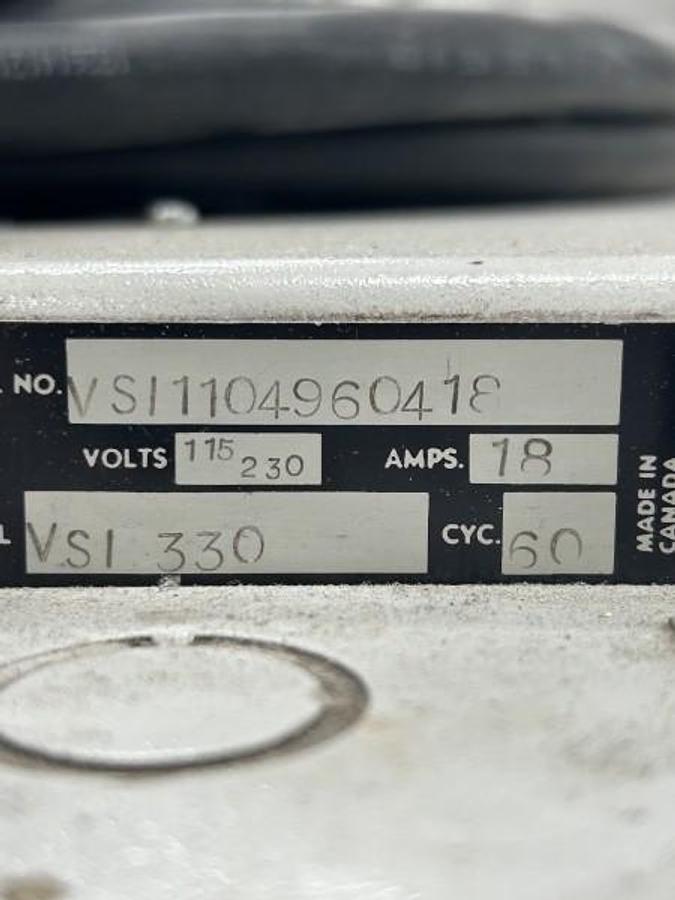 . NO. VSI1104960418
VOLTS 115 230 AMPS. 18
L VSI 330 CYC. 60
MADE IN
CANADA